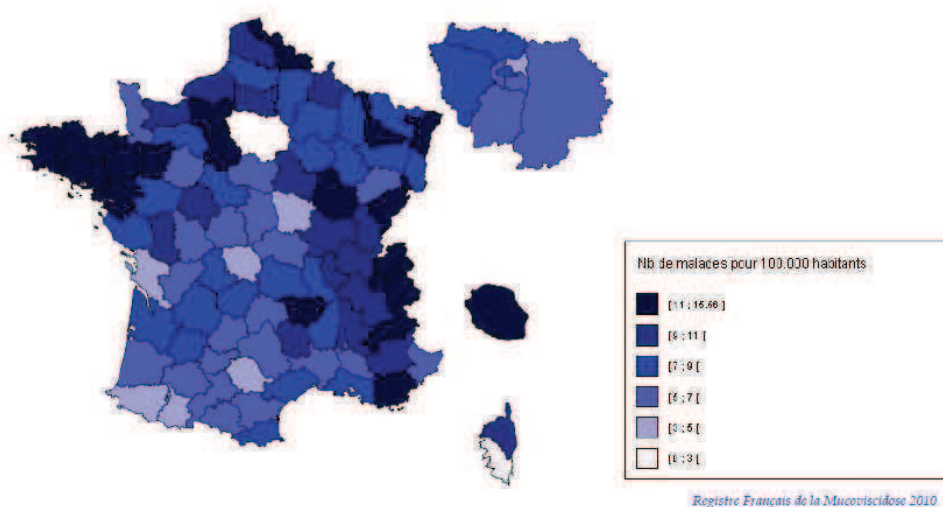 Nb de malades pour 100.000 habitants
[11 ; 15.66 ]
[9 ; 11 [
[7 ; 9 [
[5 ; 7 [
[3 ; 5 [
[0 ; 3 [
Registre Français de la Mucoviscidose 2010